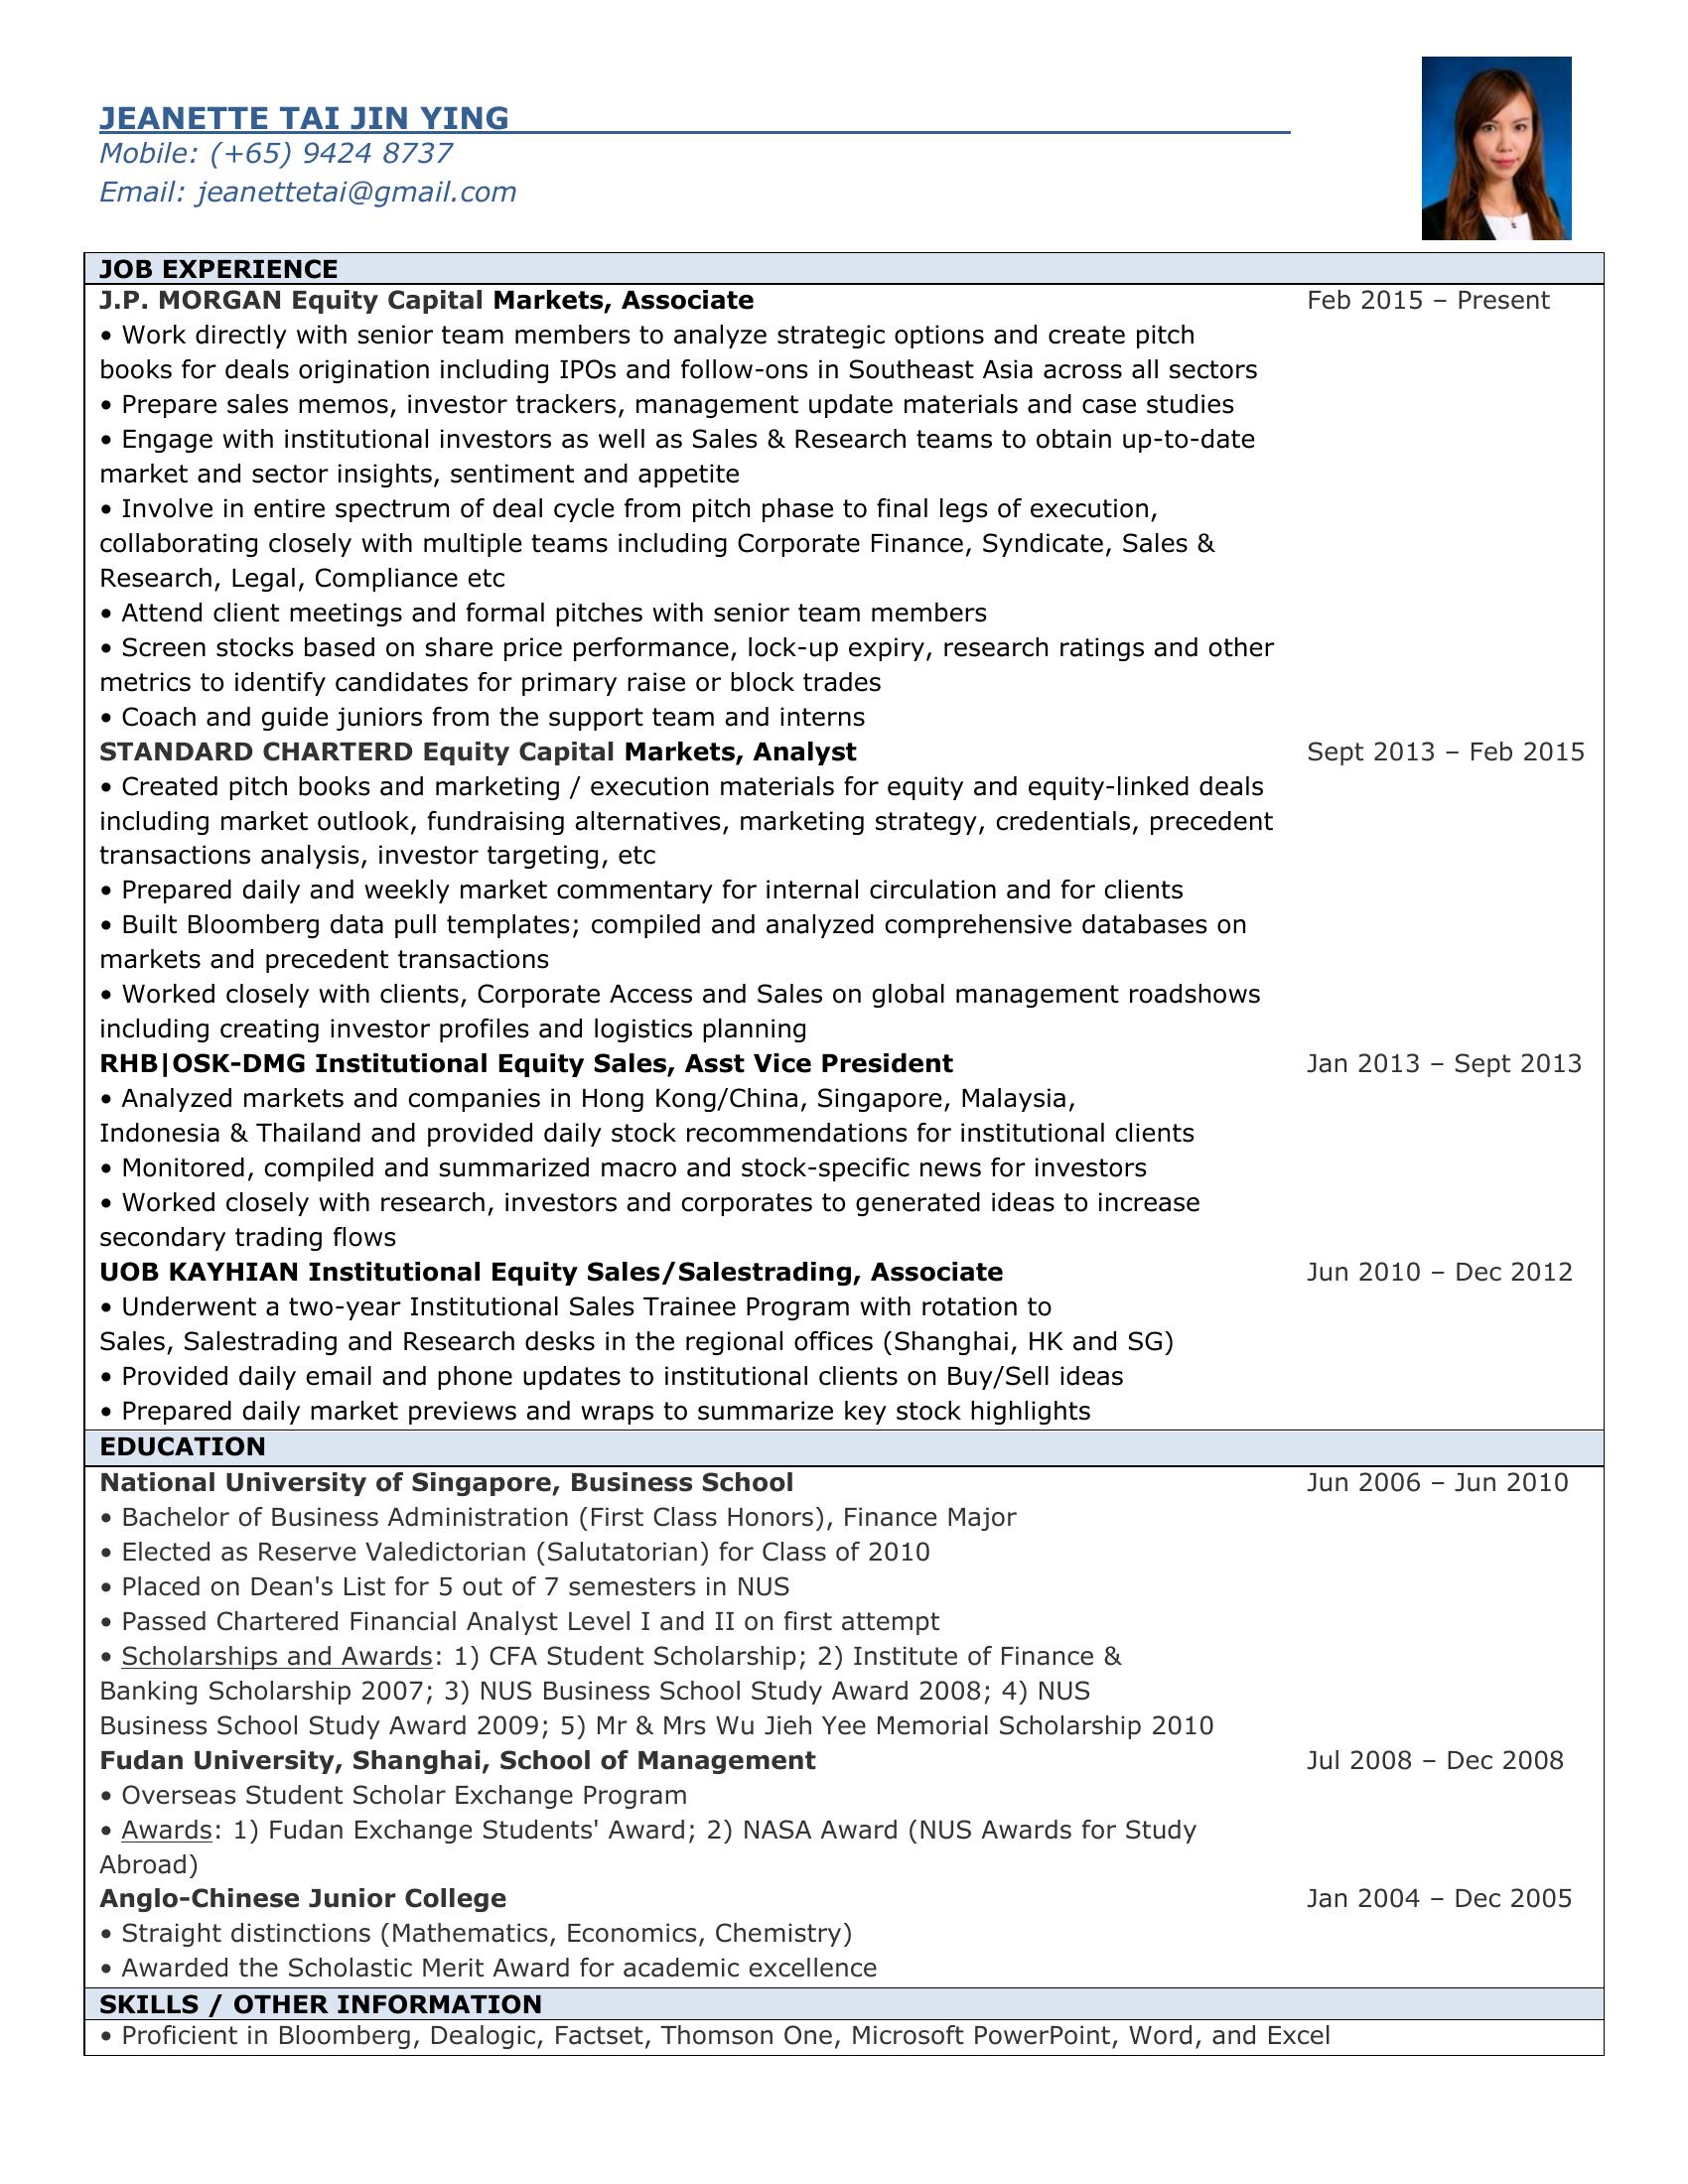 JEANETTE TAI JIN YING
Mobile: (+65) 9424 8737
Email: jeanettetai@gmail.com
JOB EXPERIENCE
J.P. MORGAN Equity Capital Markets, Associate Feb 2015 – Present
• Work directly with senior team members to analyze strategic options and create pitch
books for deals origination including IPOs and follow-ons in Southeast Asia across all sectors
• Prepare sales memos, investor trackers, management update materials and case studies
• Engage with institutional investors as well as Sales & Research teams to obtain up-to-date
market and sector insights, sentiment and appetite
• Involve in entire spectrum of deal cycle from pitch phase to final legs of execution,
collaborating closely with multiple teams including Corporate Finance, Syndicate, Sales &
Research, Legal, Compliance etc
• Attend client meetings and formal pitches with senior team members
• Screen stocks based on share price performance, lock-up expiry, research ratings and other
metrics to identify candidates for primary raise or block trades
• Coach and guide juniors from the support team and interns
STANDARD CHARTERD Equity Capital Markets, Analyst Sept 2013 – Feb 2015
• Created pitch books and marketing / execution materials for equity and equity-linked deals
including market outlook, fundraising alternatives, marketing strategy, credentials, precedent
transactions analysis, investor targeting, etc
• Prepared daily and weekly market commentary for internal circulation and for clients
• Built Bloomberg data pull templates; compiled and analyzed comprehensive databases on
markets and precedent transactions
• Worked closely with clients, Corporate Access and Sales on global management roadshows
including creating investor profiles and logistics planning
RHB|OSK-DMG Institutional Equity Sales, Asst Vice President Jan 2013 – Sept 2013
• Analyzed markets and companies in Hong Kong/China, Singapore, Malaysia,
Indonesia & Thailand and provided daily stock recommendations for institutional clients
• Monitored, compiled and summarized macro and stock-specific news for investors
• Worked closely with research, investors and corporates to generated ideas to increase
secondary trading flows
UOB KAYHIAN Institutional Equity Sales/Salestrading, Associate Jun 2010 – Dec 2012
• Underwent a two-year Institutional Sales Trainee Program with rotation to
Sales, Salestrading and Research desks in the regional offices (Shanghai, HK and SG)
• Provided daily email and phone updates to institutional clients on Buy/Sell ideas
• Prepared daily market previews and wraps to summarize key stock highlights
EDUCATION
National University of Singapore, Business School Jun 2006 – Jun 2010
• Bachelor of Business Administration (First Class Honors), Finance Major
• Elected as Reserve Valedictorian (Salutatorian) for Class of 2010
• Placed on Dean's List for 5 out of 7 semesters in NUS
• Passed Chartered Financial Analyst Level I and II on first attempt
• Scholarships and Awards: 1) CFA Student Scholarship; 2) Institute of Finance &
Banking Scholarship 2007; 3) NUS Business School Study Award 2008; 4) NUS
Business School Study Award 2009; 5) Mr & Mrs Wu Jieh Yee Memorial Scholarship 2010
Fudan University, Shanghai, School of Management Jul 2008 – Dec 2008
• Overseas Student Scholar Exchange Program
• Awards: 1) Fudan Exchange Students' Award; 2) NASA Award (NUS Awards for Study
Abroad)
Anglo-Chinese Junior College Jan 2004 – Dec 2005
• Straight distinctions (Mathematics, Economics, Chemistry)
• Awarded the Scholastic Merit Award for academic excellence
SKILLS / OTHER INFORMATION
• Proficient in Bloomberg, Dealogic, Factset, Thomson One, Microsoft PowerPoint, Word, and Excel